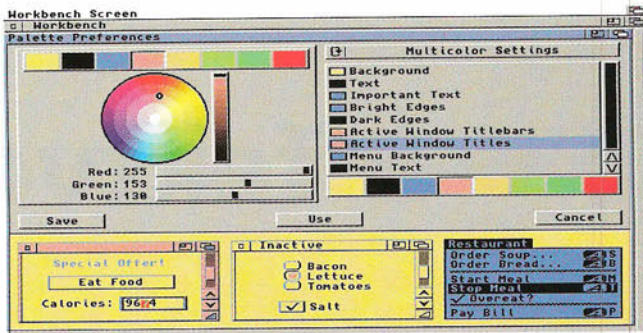 Workbench Screen
Workbench
Palette Preferences
Multicolor Settings
Background
Text
Important Text
Bright Edges
Dark Edges
Active Window Titlebars
Active Window Titles
Menu Background
Menu Text
Red: 255
Green: 153
Blue: 130
Save
Use
Cancel
Special Offer!
Eat Food
Calories: 9674
Inactive
Bacon
Lettuce
Tomatoes
Salt
Restaurant
Order Soup... S
Order Bread... B
Start Meal M
Stop Meal T
Overeat?
Pay Bill P